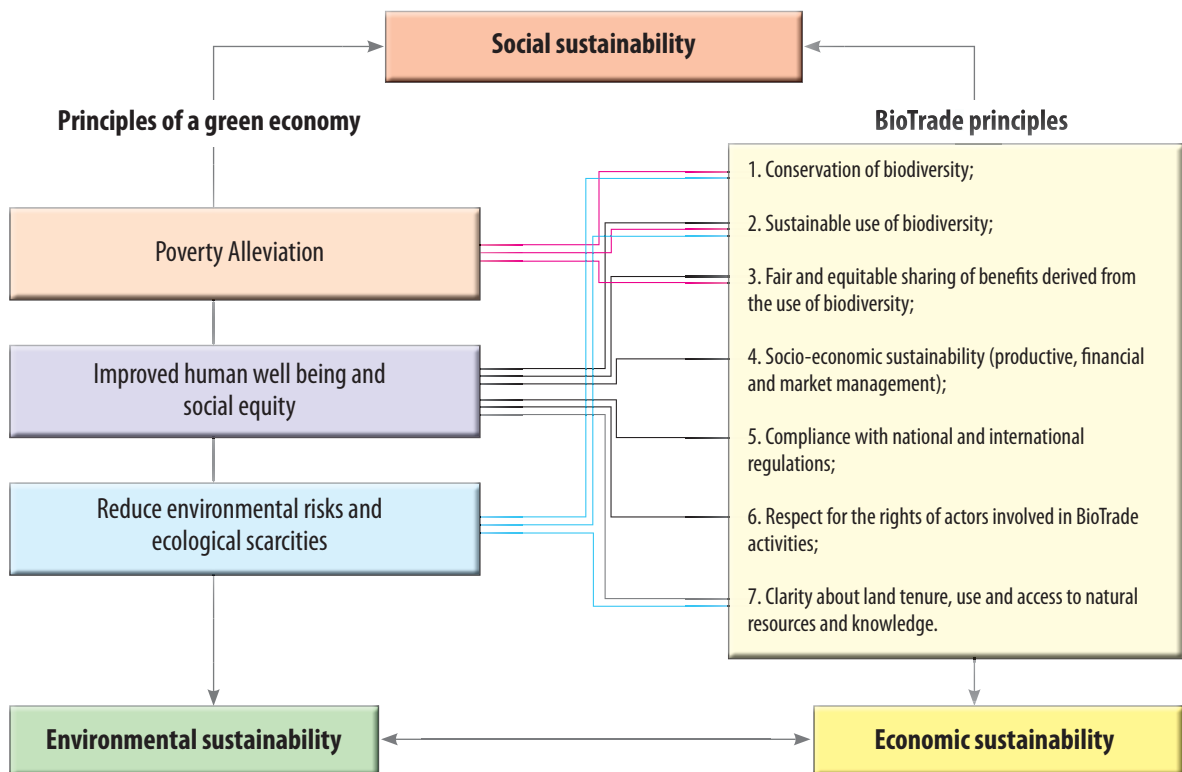 Social sustainability
Principles of a green economy
BioTrade principles
Poverty Alleviation
Improved human well being and
social equity
Reduce environmental risks and
ecological scarcities
1. Conservation of biodiversity;
2. Sustainable use of biodiversity;
3. Fair and equitable sharing of benefits derived from
the use of biodiversity;
4. Socio-economic sustainability (productive, financial
and market management);
5. Compliance with national and international
regulations;
6. Respect for the rights of actors involved in BioTrade
activities;
7. Clarity about land tenure, use and access to natural
resources and knowledge.
Environmental sustainability
Economic sustainability